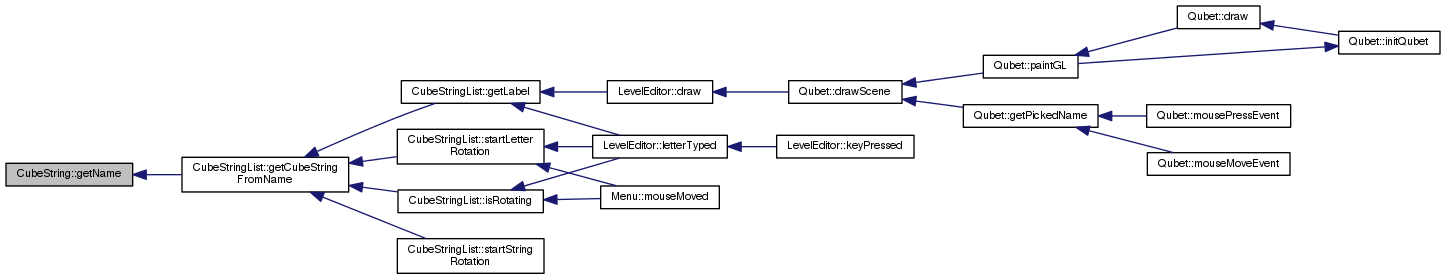 CubeString::getName
CubeStringList::getCubeString
FromName
CubeStringList::getLabel
CubeStringList::startLetter
Rotation
CubeStringList::isRotating
CubeStringList::startString
Rotation
LevelEditor::draw
LevelEditor::letterTyped
Menu::mouseMoved
Qubet::drawScene
LevelEditor::keyPressed
Qubet::paintGL
Qubet::getPickedName
Qubet::draw
Qubet::initQubet
Qubet::mousePressEvent
Qubet::mouseMoveEvent